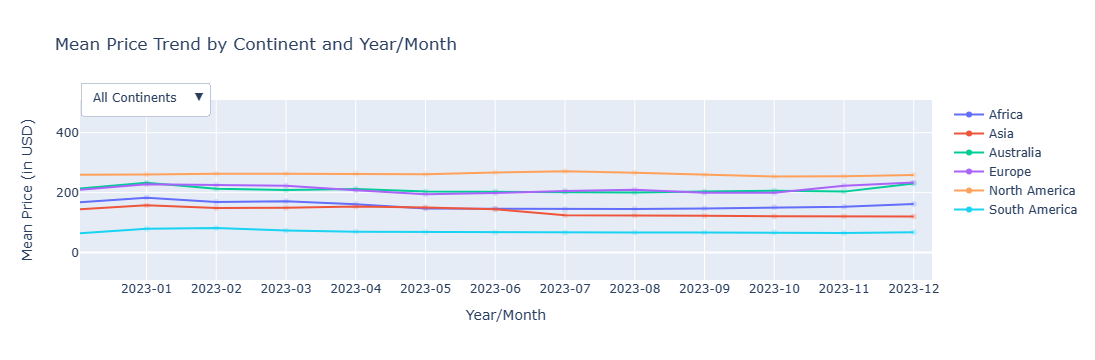 Mean Price Trend by Continent and Year/Month
All Continents ▼
Mean Price (in USD)
400
200
0
2023-01 2023-02 2023-03 2023-04 2023-05 2023-06 2023-07 2023-08 2023-09 2023-10 2023-11 2023-12
Year/Month
Africa
Asia
Australia
Europe
North America
South America